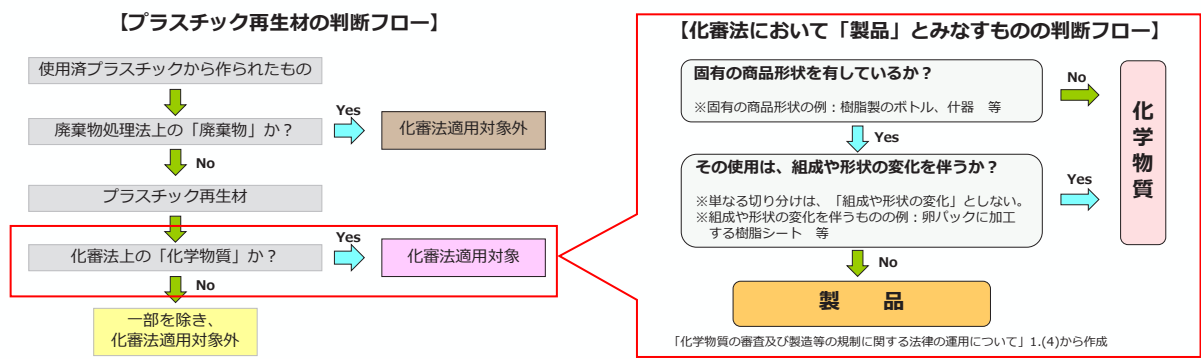 【プラスチック再生材の判断フロー】
使用済プラスチックから作られたもの
廃棄物処理法上の「廃棄物」か？
Yes
化審法適用対象外
No
プラスチック再生材
化審法上の「化学物質」か？
Yes
化審法適用対象
No
一部を除き、
化審法適用対象外
【化審法において「製品」とみなすものの判断フロー】
固有の商品形状を有しているか？
※固有の商品形状の例：樹脂製のボトル、什器　等
No
化学物質
Yes
その使用は、組成や形状の変化を伴うか？
※単なる切り分けは、「組成や形状の変化」としない。
※組成や形状の変化を伴うものの例：卵パックに加工
する樹脂シート　等
Yes
No
製　品
「化学物質の審査及び製造等の規制に関する法律の運用について」1.(4)から作成